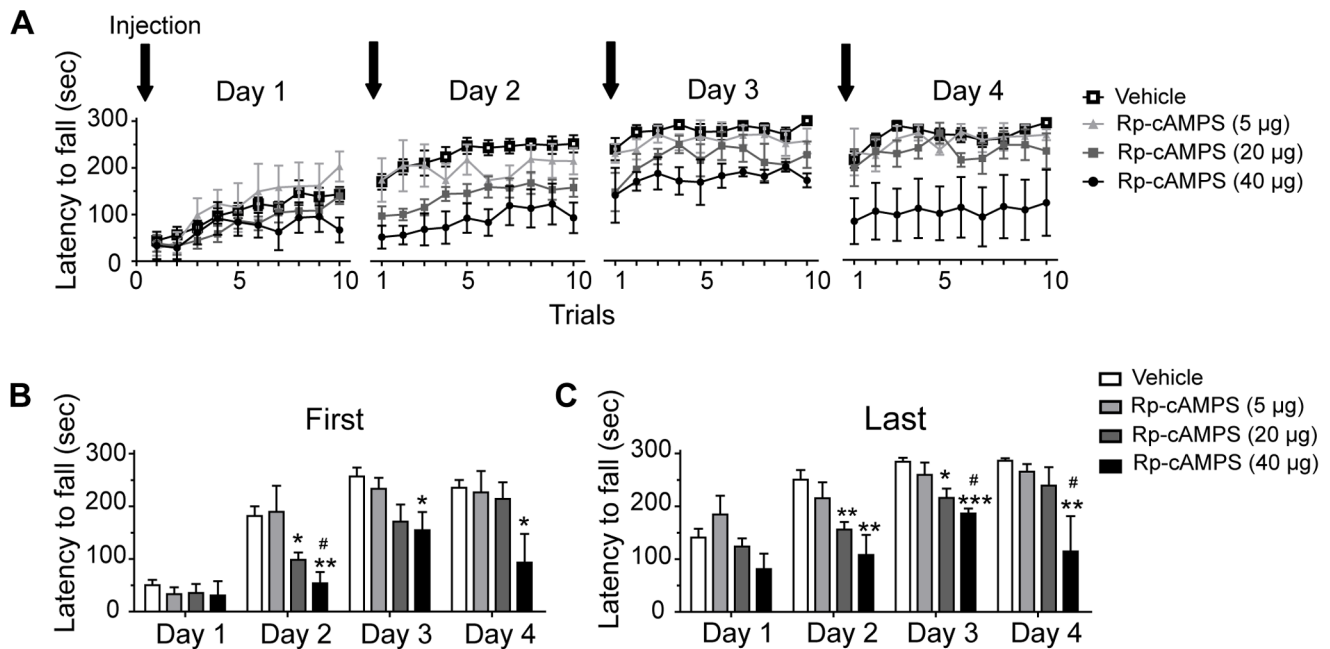 A
Injection
Day 1
Day 2
Day 3
Day 4
Latency to fall (sec)
300
200
100
0
0
5
10
1
5
10
1
5
10
1
5
10
Trials
Vehicle
Rp-cAMPS (5 µg)
Rp-cAMPS (20 µg)
Rp-cAMPS (40 µg)
B
First
Latency to fall (sec)
300
200
100
0
*
#
**
*
*
Day 1
Day 2
Day 3
Day 4
C
Last
Latency to fall (sec)
300
200
100
0
**
**
*
#
***
#
**
Day 1
Day 2
Day 3
Day 4
Vehicle
Rp-cAMPS (5 µg)
Rp-cAMPS (20 µg)
Rp-cAMPS (40 µg)